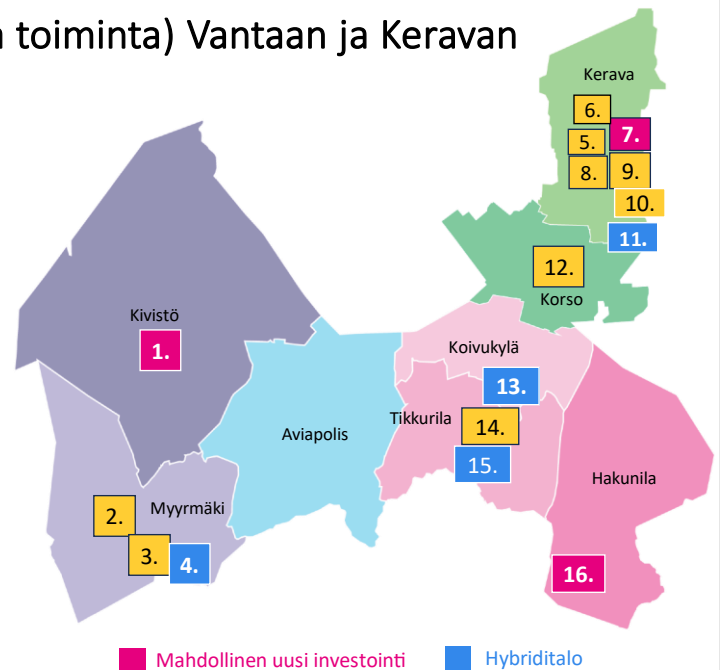 toiminta) Vantaan ja Keravan
Kerava
6.
7.
5.
8.
9.
10.
11.
12.
Korso
Kivistö
1.
Koivukylä
13.
Tikkurila
14.
Aviapolis
15.
Hakunila
2.
Myyrmäki
3.
4.
16.
Mahdollinen uusi investointi
Hybriditalo